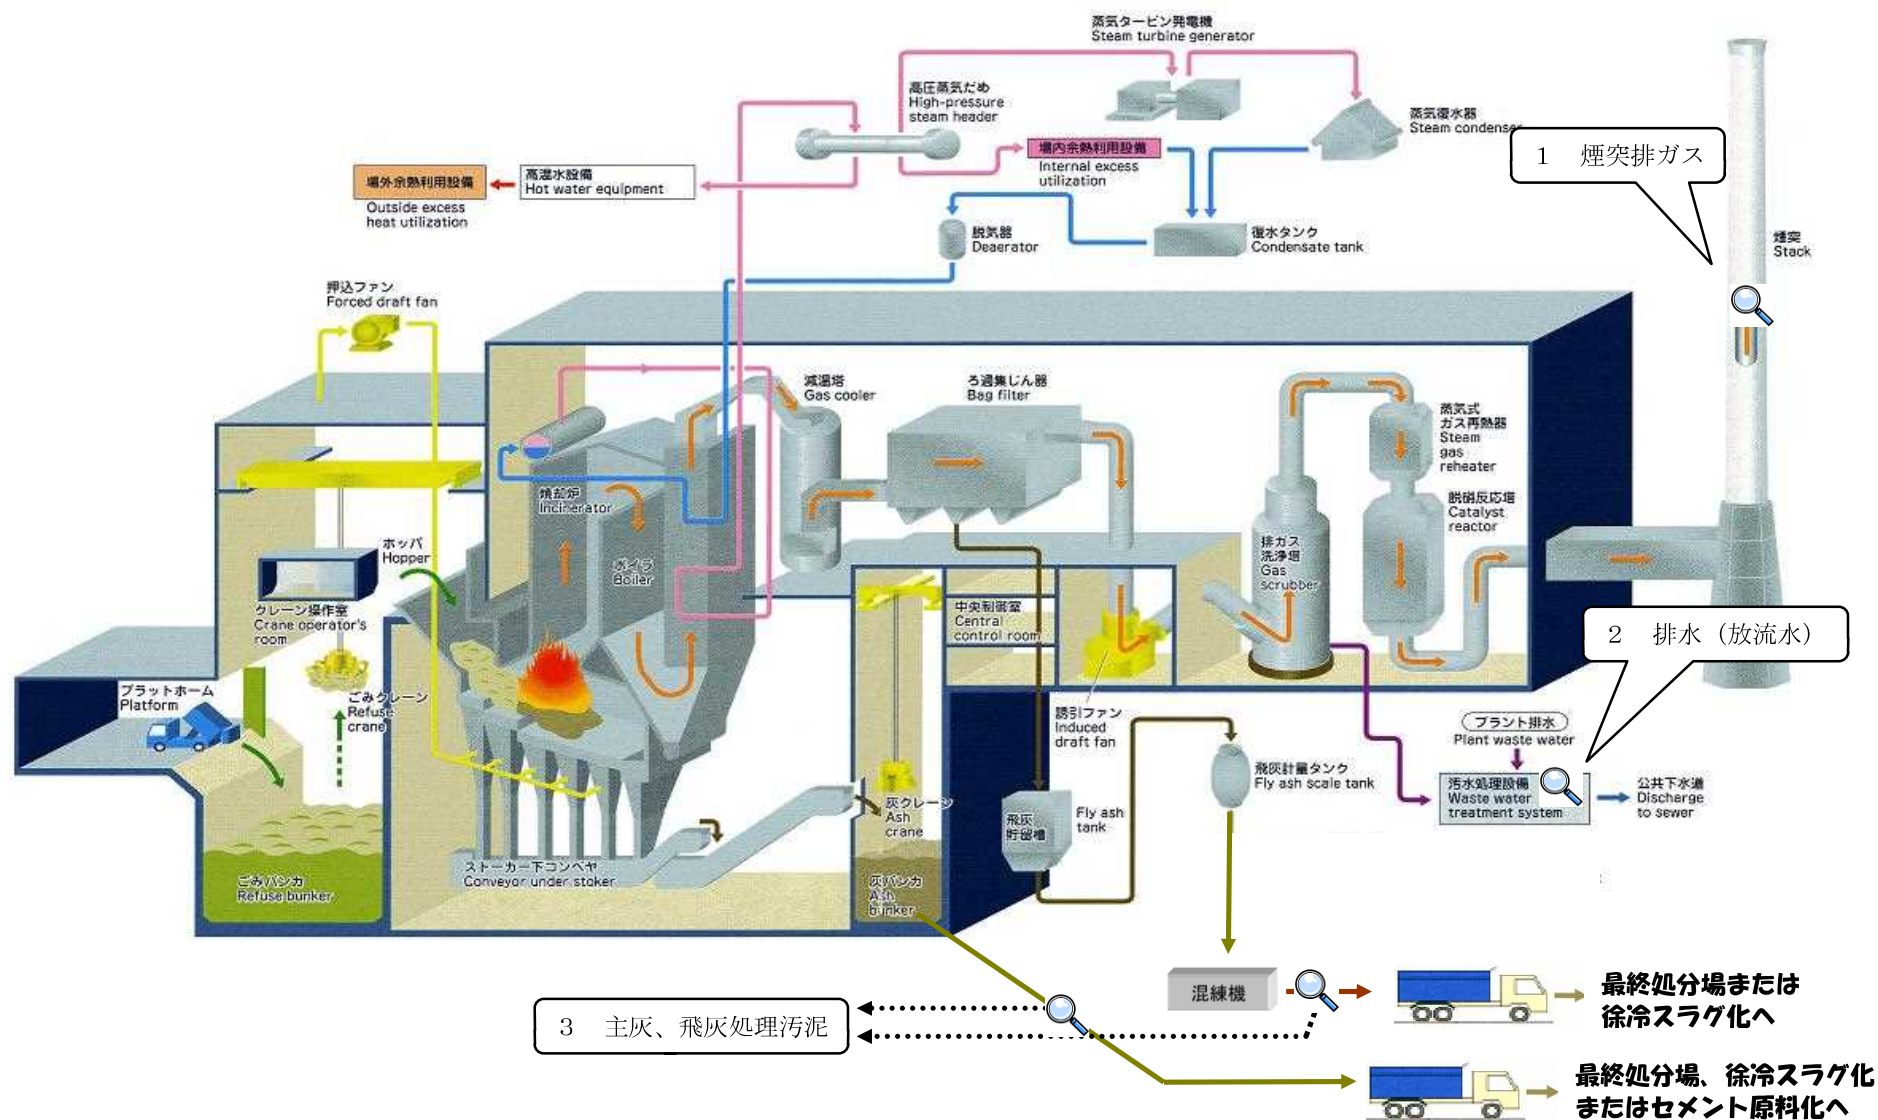 蒸気タービン発電機
Steam turbine generator
高圧蒸気だめ
High-pressure
steam header
蒸気復水器
Steam condenser
1　煙突排ガス
場内余熱利用設備
Internal excess
utilization
場外余熱利用設備
Outside excess
heat utilization
高温水設備
Hot water equipment
脱気器
Deaerator
復水タンク
Condensate tank
煙突
Stack
押込ファン
Forced draft fan
減温塔
Gas cooler
ろ過集じん器
Bag filter
蒸気式
ガス再熱器
Steam
gas
reheater
焼却炉
Incinerator
脱硝反応塔
Catalyst
reactor
ホッパ
Hopper
ボイラ
Boiler
排ガス
洗浄塔
Gas
scrubber
クレーン操作室
Crane operator's
room
中央制御室
Central
control room
2　排水（放流水）
プラットホーム
Platform
ごみクレーン
Refuse
crane
誘引ファン
Induced
draft fan
プラント排水
Plant waste water
飛灰計量タンク
Fly ash scale tank
汚水処理設備
Waste water
treatment system
公共下水道
Discharge
to sewer
灰クレーン
Ash
crane
飛灰
貯留槽
Fly ash
tank
ストーカー下コンベヤ
Conveyor under stoker
ごみバンカ
Refuse bunker
灰バンカ
Ash
bunker
混練機
最終処分場または
徐冷スラグ化へ
3　主灰、飛灰処理汚泥
最終処分場、徐冷スラグ化
またはセメント原料化へ